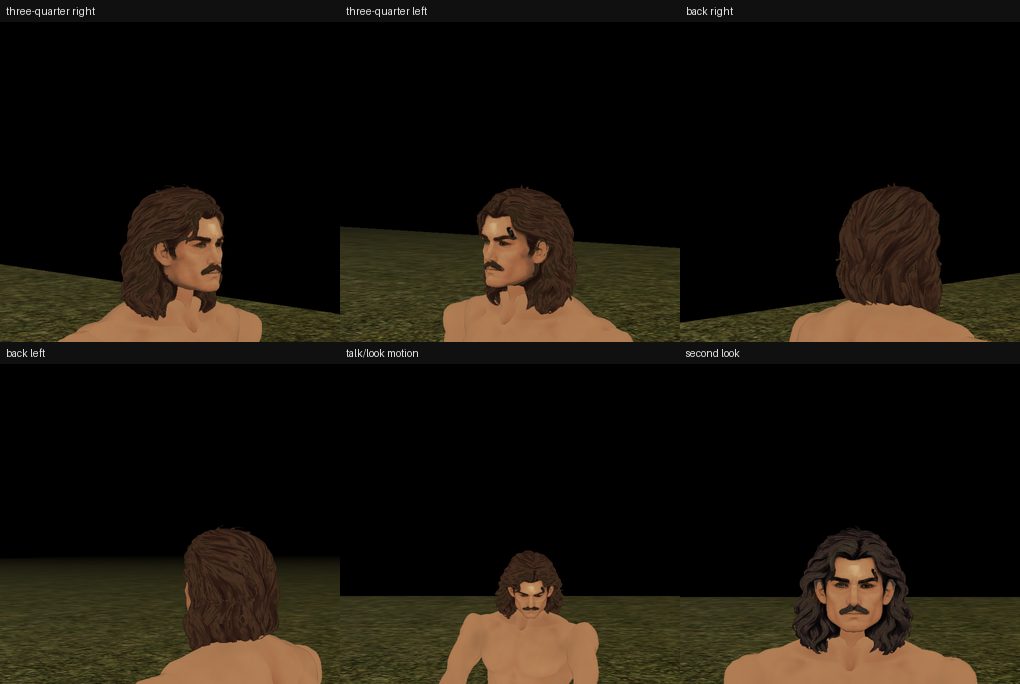 three-quarter right
three-quarter left
back right
back left
talk/look motion
second look